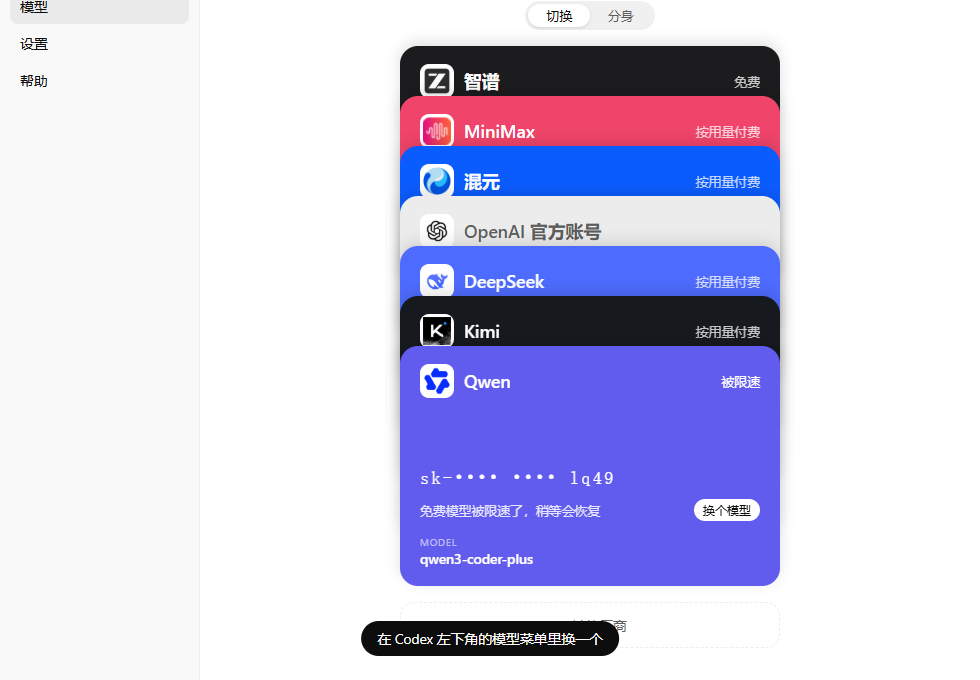 模型
设置
帮助
切换 分身
智谱 免费
MiniMax 按用量付费
混元 按用量付费
OpenAI 官方账号
DeepSeek 按用量付费
Kimi 按用量付费
Qwen 被限速
sk-•••• •••• lq49
免费模型被限速了，稍等会恢复 换个模型
MODEL
qwen3-coder-plus
商
在 Codex 左下角的模型菜单里换一个